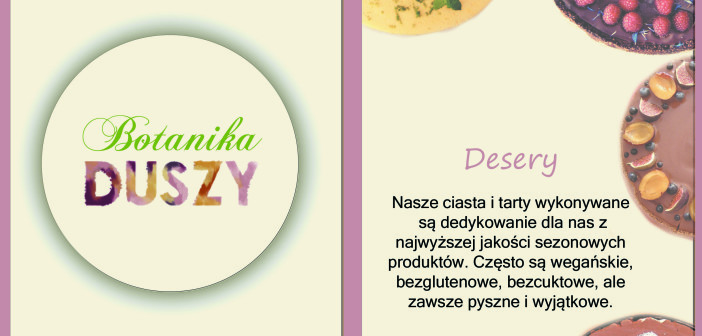 Botanika
DUSZY
Desery
Nasze ciasta i tarty wykonywane
są dedykowanie dla nas z
najwyższej jakości sezonowych
produktów. Często są wegańskie,
bezglutenowe, bezcuktowe, ale
zawsze pyszne i wyjątkowe.